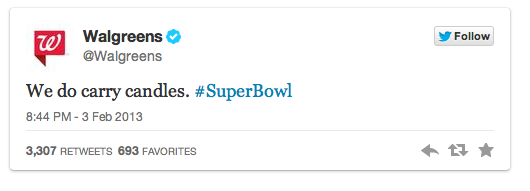 Walgreens
@Walgreens
Follow
We do carry candles. #SuperBowl
8:44 PM - 3 Feb 2013
3,307 RETWEETS 693 FAVORITES